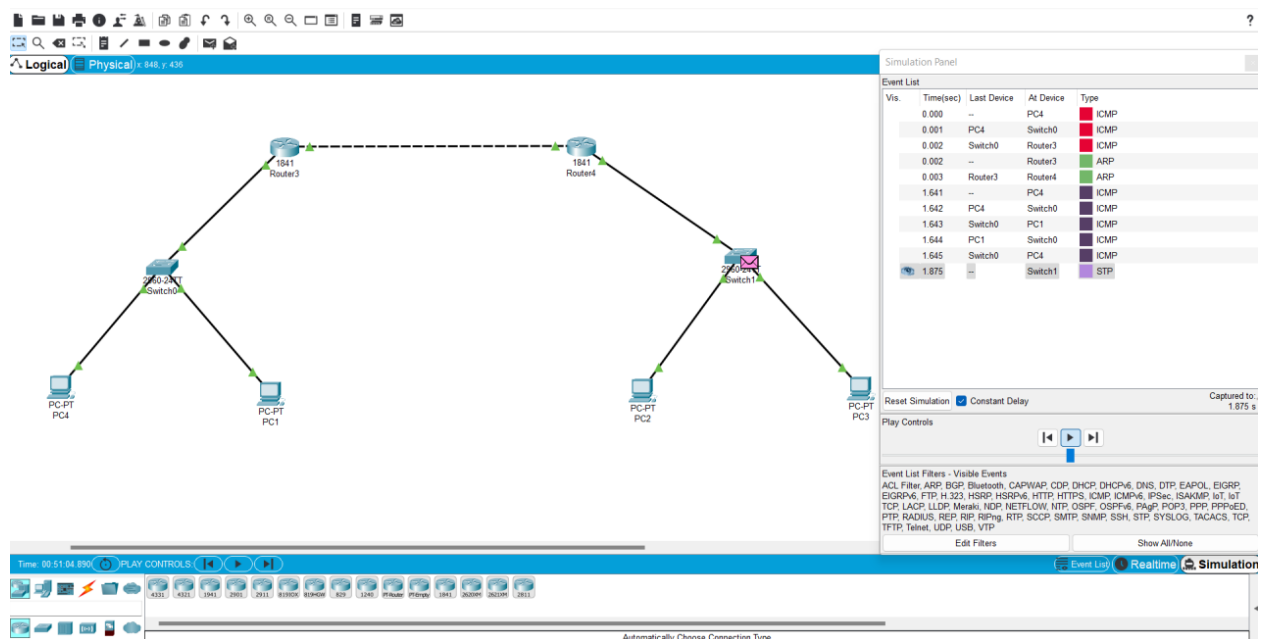 ?
Logical Physical x: 848, y: 436
Simulation Panel
Event List
Vis. Time(sec) Last Device At Device Type
0.000 -- PC4 ICMP
0.001 PC4 Switch0 ICMP
0.002 Switch0 Router3 ICMP
0.002 -- Router3 ARP
0.003 Router3 Router4 ARP
1.641 -- PC4 ICMP
1.642 PC4 Switch0 ICMP
1.643 Switch0 PC1 ICMP
1.644 PC1 Switch0 ICMP
1.645 Switch0 PC4 ICMP
1.875 -- Switch1 STP
1841
Router3
1841
Router4
2960-24TT
Switch0
Switch1
PC-PT
PC4
PC-PT
PC1
PC-PT
PC2
PC-PT
PC3
Reset Simulation Constant Delay Captured to:
1.875 s
Play Controls
Event List Filters - Visible Events
ACL Filter, ARP, BGP, Bluetooth, CAPWAP, CDP, DHCP, DHCPv6, DNS, DTP, EAPOL, EIGRP,
EIGRPv6, FTP, H.323, HSRP, HSRPv6, HTTP, HTTPS, ICMP, ICMPv6, IPSec, ISAKMP, IoT, IoT
TCP, LACP, LLDP, Meraki, NDP, NETFLOW, NTP, OSPF, OSPFv6, PAgP, POP3, PPP, PPPoED,
PTP, RADIUS, REP, RIP, RIPng, RTP, SCCP, SMTP, SNMP, SSH, STP, SYSLOG, TACACS, TCP,
TFTP, Telnet, UDP, USB, VTP
Edit Filters Show All/None
Time: 00:51:04.890 PLAY CONTROLS: Event List Realtime Simulation
4331 4321 1941 2901 2911 819IOX 819HGW 829 1240 PT-Router PT-Empty 1841 2620XM 2621XM 2811
Automatically Choose Connection Type